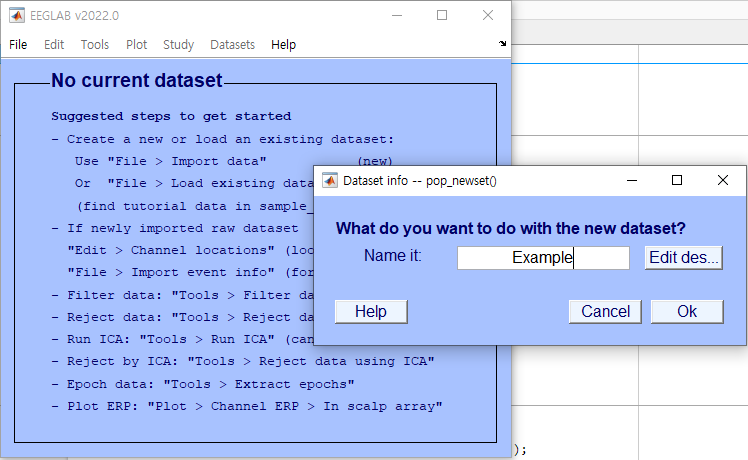 EEGLAB v2022.0
File Edit Tools Plot Study Datasets Help
No current dataset
Suggested steps to get started
- Create a new or load an existing dataset:
Use "File > Import data" (new)
Or "File > Load existing data
(find tutorial data in sample_
- If newly imported raw dataset
"Edit > Channel locations" (loc
"File > Import event info" (for
- Filter data: "Tools > Filter da
- Reject data: "Tools > Reject da
- Run ICA: "Tools > Run ICA" (can
- Reject by ICA: "Tools > Reject data using ICA"
- Epoch data: "Tools > Extract epochs"
- Plot ERP: "Plot > Channel ERP > In scalp array"
Dataset info -- pop_newset()
What do you want to do with the new dataset?
Name it: Example Edit des...
Help Cancel Ok
);